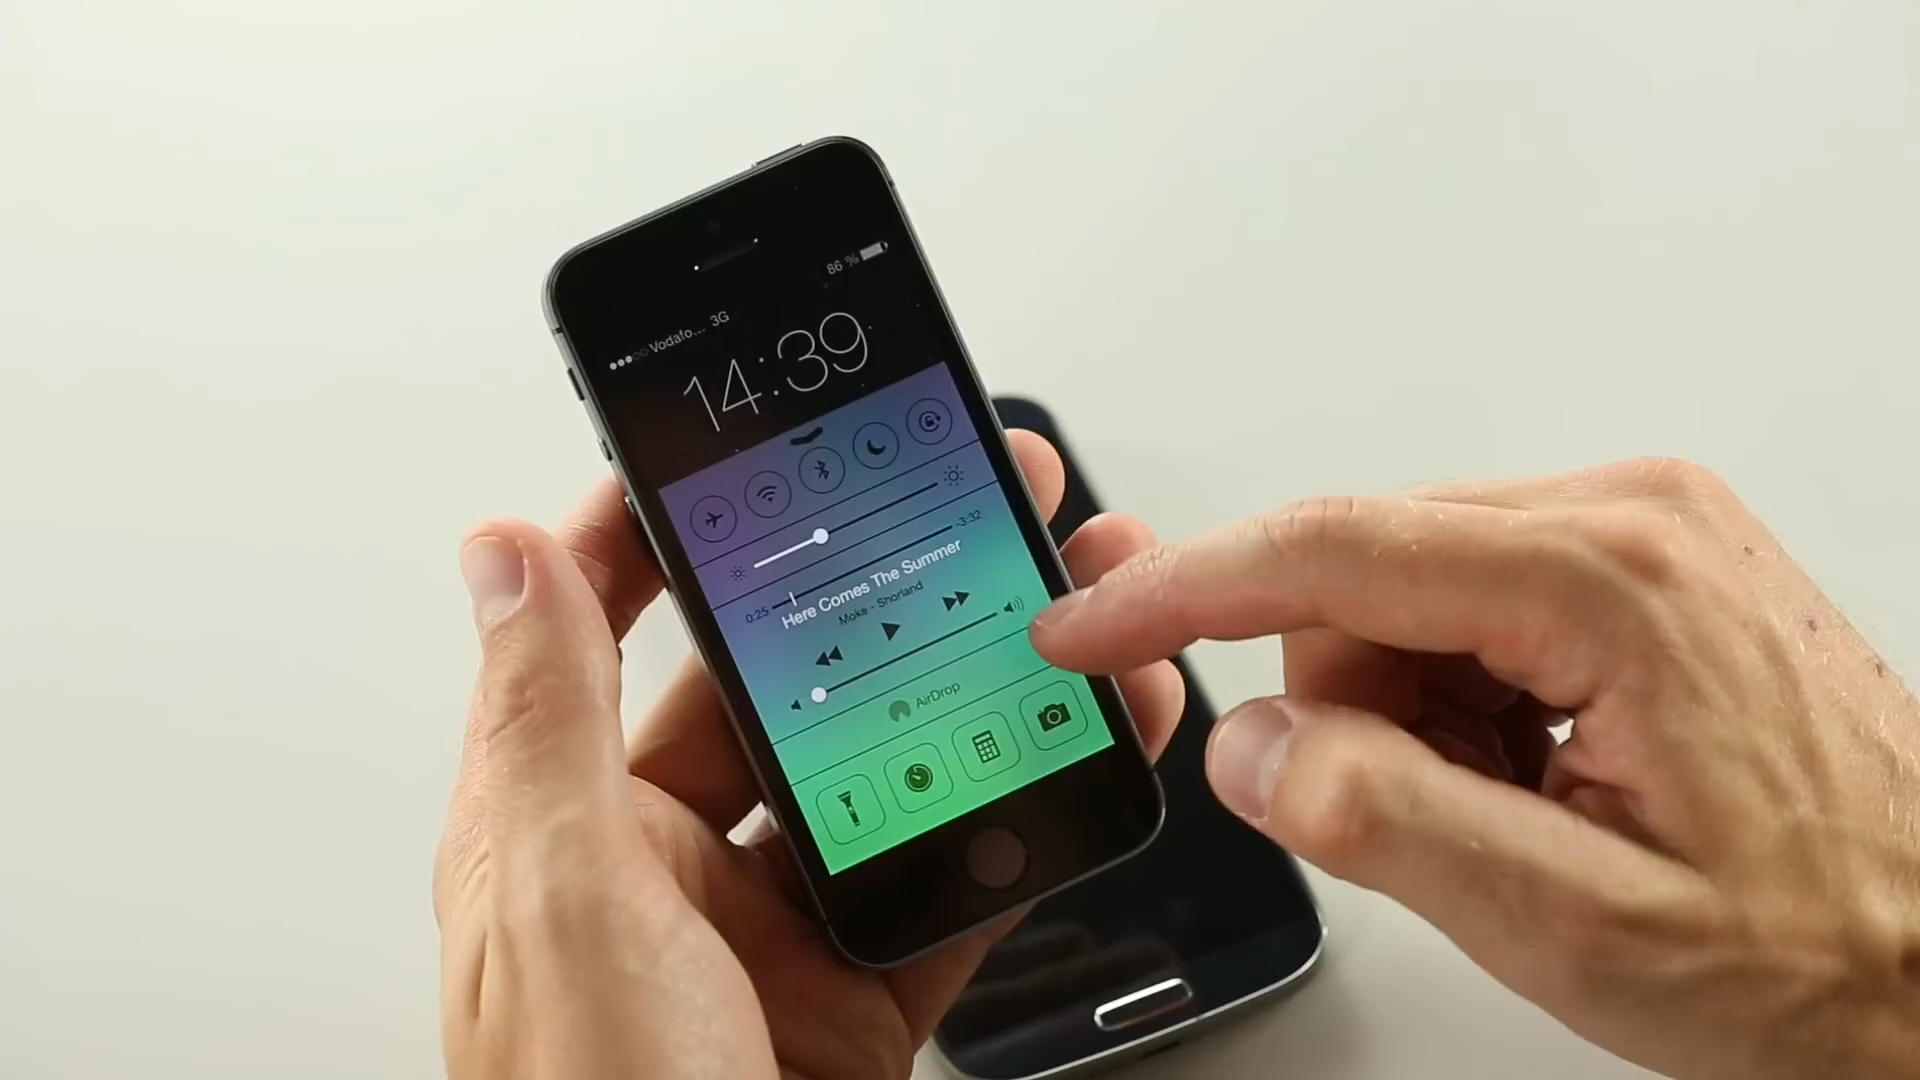 86 %
Vodafo... 3G
14:39
-3:32
0:25
Here Comes The Summer
Moke - Shorland
AirDrop